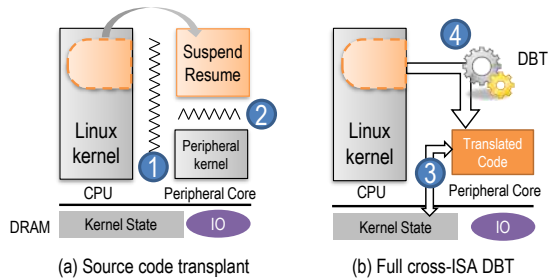 Suspend
Resume
Linux
kernel
1
2
Peripheral
kernel
CPU
Peripheral Core
DRAM
Kernel State
IO
(a) Source code transplant
4
DBT
Linux
kernel
Translated
Code
3
CPU
Peripheral Core
Kernel State
IO
(b) Full cross-ISA DBT